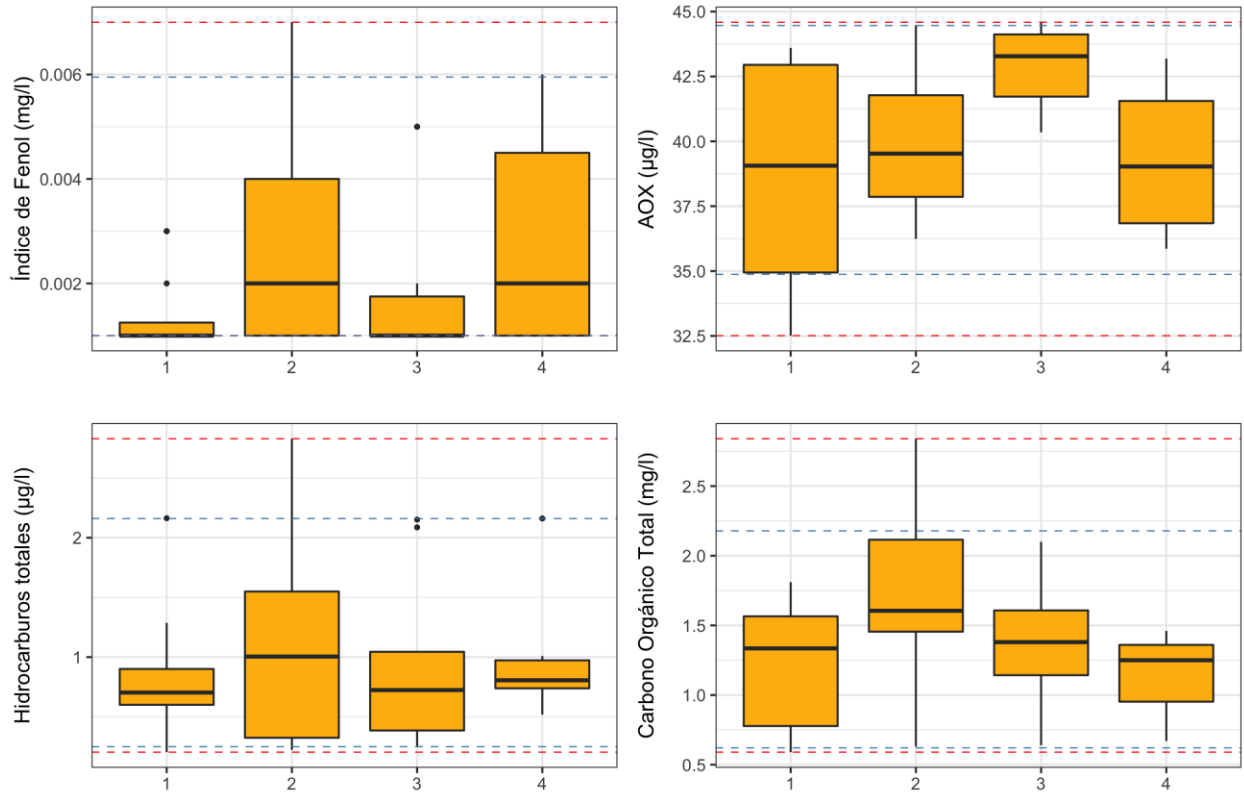 Índice de Fenol (mg/l)
0.006
0.004
0.002
1 2 3 4
AOX (µg/l)
45.0
42.5
40.0
37.5
35.0
32.5
1 2 3 4
Hidrocarburos totales (µg/l)
2
1
1 2 3 4
Carbono Orgánico Total (mg/l)
2.5
2.0
1.5
1.0
0.5
1 2 3 4